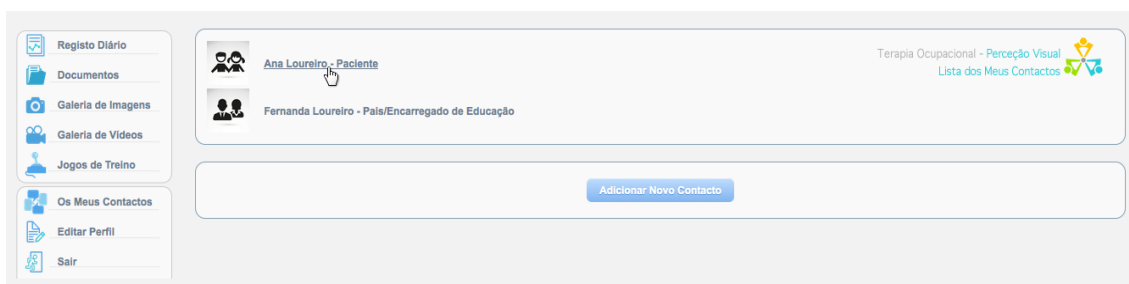 Registo Diário
Documentos
Galeria de Imagens
Galeria de Videos
Jogos de Treino
Os Meus Contactos
Editar Perfil
Sair
Ana Loureiro - Paciente
Fernanda Loureiro - Pais/Encarregado de Educação
Terapia Ocupacional - Perceção Visual
Lista dos Meus Contactos
Adicionar Novo Contacto